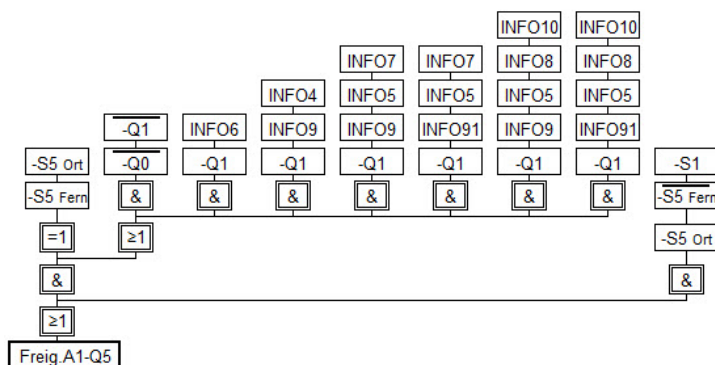 INFO10 INFO10
INFO7 INFO7 INFO8 INFO8
INFO4 INFO5 INFO5 INFO5 INFO5
-Q1 INFO6 INFO9 INFO9 INFO91 INFO9 INFO91
-S5 Ort -Q0 -Q1 -Q1 -Q1 -Q1 -Q1 -Q1 -S1
-S5 Fern & & & & & & & -S5 Fern
=1 ≥1 -S5 Ort
& &
≥1
Freig.A1-Q5